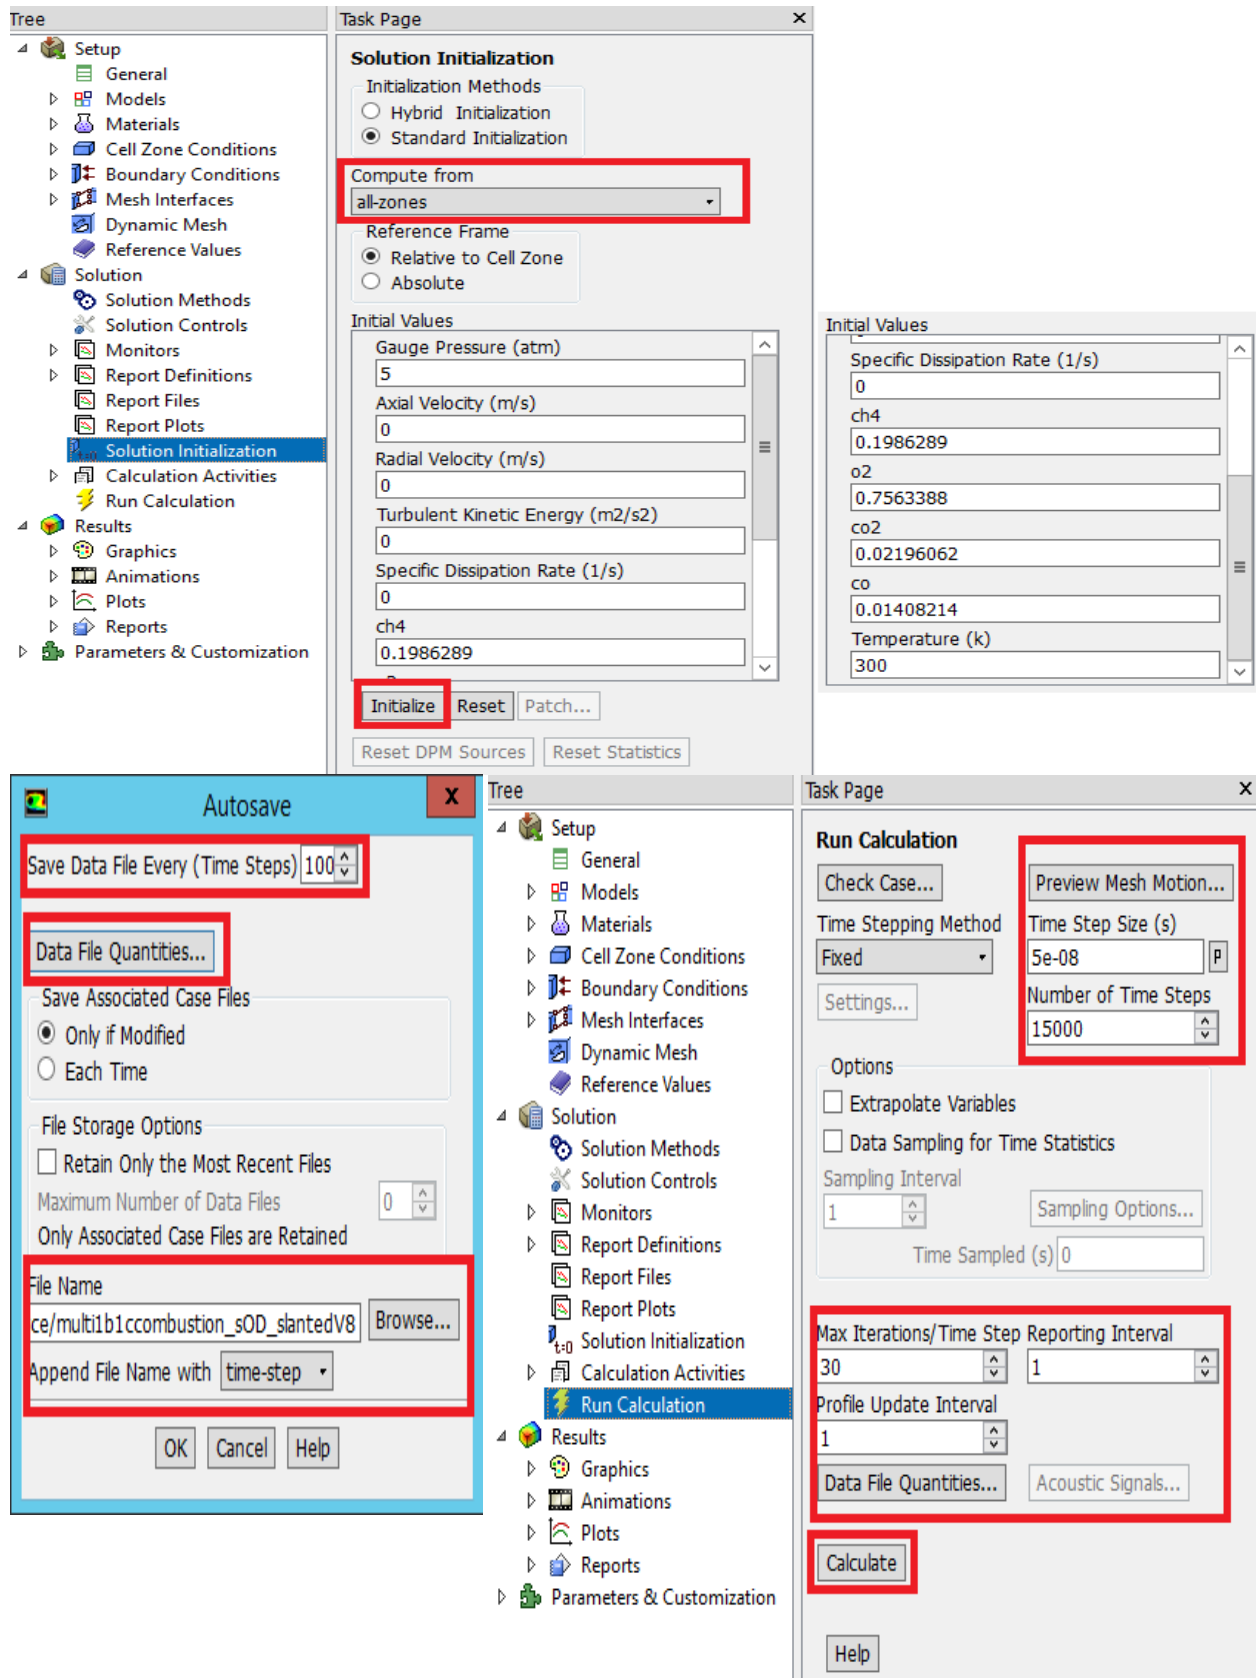 Tree
Setup
General
Models
Materials
Cell Zone Conditions
Boundary Conditions
Mesh Interfaces
Dynamic Mesh
Reference Values
Solution
Solution Methods
Solution Controls
Monitors
Report Definitions
Report Files
Report Plots
Solution Initialization
Calculation Activities
Run Calculation
Results
Graphics
Animations
Plots
Reports
Parameters & Customization
Task Page
Solution Initialization
Initialization Methods
Hybrid Initialization
Standard Initialization
Compute from
all-zones
Reference Frame
Relative to Cell Zone
Absolute
Initial Values
Gauge Pressure (atm)
5
Axial Velocity (m/s)
0
Radial Velocity (m/s)
0
Turbulent Kinetic Energy (m2/s2)
0
Specific Dissipation Rate (1/s)
0
ch4
0.1986289
Initialize Reset Patch...
Reset DPM Sources Reset Statistics
Initial Values
Specific Dissipation Rate (1/s)
0
ch4
0.1986289
o2
0.7563388
co2
0.02196062
co
0.01408214
Temperature (k)
300
Autosave
X
Save Data File Every (Time Steps) 100
Data File Quantities...
Save Associated Case Files
Only if Modified
Each Time
File Storage Options
Retain Only the Most Recent Files
Maximum Number of Data Files 0
Only Associated Case Files are Retained
File Name
ce/multi1b1ccombustion_sOD_slantedV8 Browse...
Append File Name with time-step
OK Cancel Help
Tree
Setup
General
Models
Materials
Cell Zone Conditions
Boundary Conditions
Mesh Interfaces
Dynamic Mesh
Reference Values
Solution
Solution Methods
Solution Controls
Monitors
Report Definitions
Report Files
Report Plots
t=0 Solution Initialization
Calculation Activities
Run Calculation
Results
Graphics
Animations
Plots
Reports
Parameters & Customization
Task Page
Run Calculation
Check Case... Preview Mesh Motion...
Time Stepping Method Time Step Size (s)
Fixed 5e-08 P
Settings... Number of Time Steps
15000
Options
Extrapolate Variables
Data Sampling for Time Statistics
Sampling Interval
1 Sampling Options...
Time Sampled (s) 0
Max Iterations/Time Step Reporting Interval
30 1
Profile Update Interval
1
Data File Quantities... Acoustic Signals...
Calculate
Help